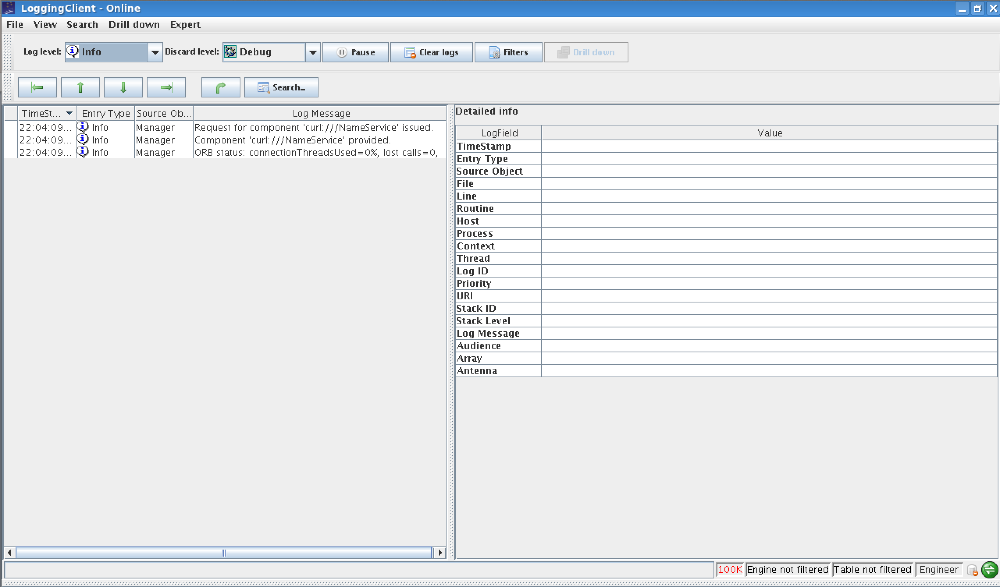 LoggingClient - Online
File View Search Drill down Expert
Log level: Info Discard level: Debug Pause Clear logs Filters Drill down
Search...
TimeSt... Entry Type Source Ob... Log Message
22:04:09... Info Manager Request for component 'curl:///NameService' issued.
22:04:09... Info Manager Component 'curl:///NameService' provided.
22:04:09... Info Manager ORB status: connectionThreadsUsed=0%, lost calls=0,
Detailed info
LogField Value
TimeStamp
Entry Type
Source Object
File
Line
Routine
Host
Process
Context
Thread
Log ID
Priority
URI
Stack ID
Stack Level
Log Message
Audience
Array
Antenna
100K Engine not filtered Table not filtered Engineer